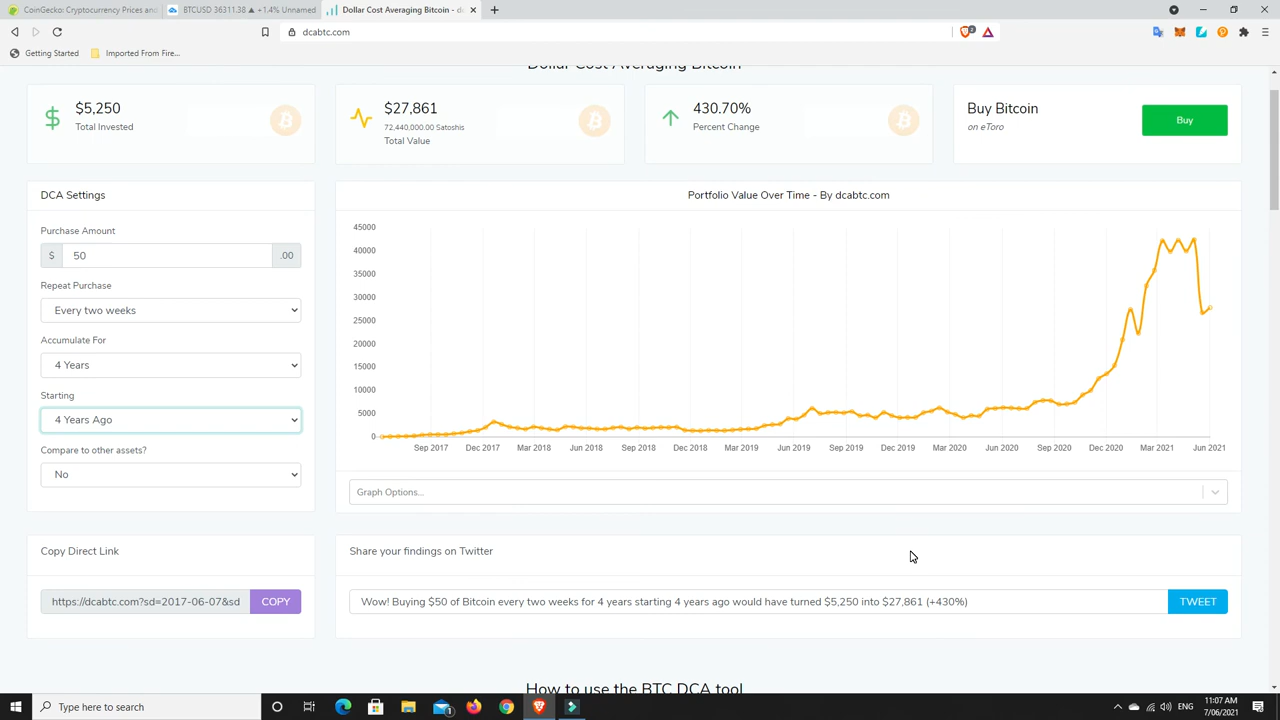 CoinGecko: Cryptocurrency Prices and
BTCUSD 36311.38 ▲ +1.4% Unnamed
Dollar Cost Averaging Bitcoin - dc
dcabtc.com
Getting Started
Imported From Fire...
Dollar Cost Averaging Bitcoin
$5,250
Total Invested
$27,861
72,440,000.00 Satoshis
Total Value
430.70%
Percent Change
Buy Bitcoin
on eToro
Buy
DCA Settings
Purchase Amount
$ 50 .00
Repeat Purchase
Every two weeks
Accumulate For
4 Years
Starting
4 Years Ago
Compare to other assets?
No
Portfolio Value Over Time - By dcabtc.com
45000
40000
35000
30000
25000
20000
15000
10000
5000
0
Sep 2017 Dec 2017 Mar 2018 Jun 2018 Sep 2018 Dec 2018 Mar 2019 Jun 2019 Sep 2019 Dec 2019 Mar 2020 Jun 2020 Sep 2020 Dec 2020 Mar 2021 Jun 2021
Graph Options...
Copy Direct Link
https://dcabtc.com?sd=2017-06-07&sd
COPY
Share your findings on Twitter
Wow! Buying $50 of Bitcoin every two weeks for 4 years starting 4 years ago would have turned $5,250 into $27,861 (+430%)
TWEET
How to use the BTC DCA tool
Type here to search
ENG
11:07 AM
7/06/2021